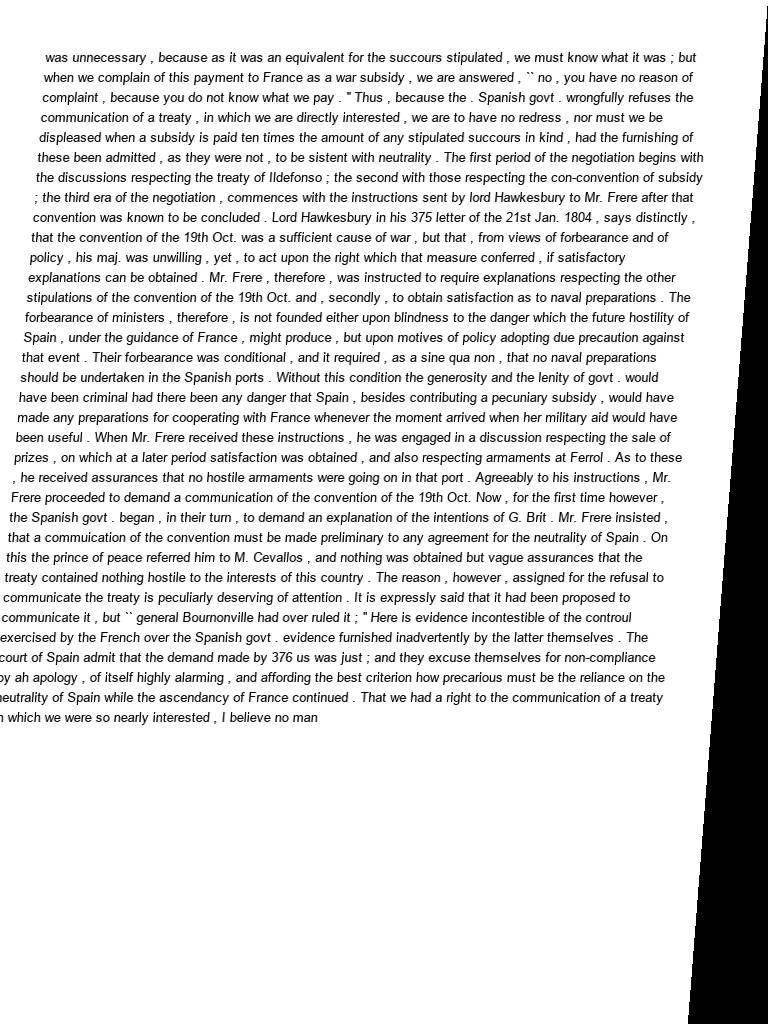 was unnecessary , because as it was an equivalent for the succours stipulated , we must know what it was ; but
when we complain of this payment to France as a war subsidy , we are answered , `` no , you have no reason of
complaint , because you do not know what we pay . " Thus , because the . Spanish govt . wrongfully refuses the
communication of a treaty , in which we are directly interested , we are to have no redress , nor must we be
displeased when a subsidy is paid ten times the amount of any stipulated succours in kind , had the furnishing of
these been admitted , as they were not , to be sistent with neutrality . The first period of the negotiation begins with
the discussions respecting the treaty of Ildefonso ; the second with those respecting the con-convention of subsidy
; the third era of the negotiation , commences with the instructions sent by lord Hawkesbury to Mr. Frere after that
convention was known to be concluded . Lord Hawkesbury in his 375 letter of the 21st Jan. 1804 , says distinctly ,
that the convention of the 19th Oct. was a sufficient cause of war , but that , from views of forbearance and of
policy , his maj. was unwilling , yet , to act upon the right which that measure conferred , if satisfactory
explanations can be obtained . Mr. Frere , therefore , was instructed to require explanations respecting the other
stipulations of the convention of the 19th Oct. and , secondly , to obtain satisfaction as to naval preparations . The
forbearance of ministers , therefore , is not founded either upon blindness to the danger which the future hostility of
Spain , under the guidance of France , might produce , but upon motives of policy adopting due precaution against
that event . Their forbearance was conditional , and it required , as a sine qua non , that no naval preparations
should be undertaken in the Spanish ports . Without this condition the generosity and the lenity of govt . would
have been criminal had there been any danger that Spain , besides contributing a pecuniary subsidy , would have
made any preparations for cooperating with France whenever the moment arrived when her military aid would have
been useful . When Mr. Frere received these instructions , he was engaged in a discussion respecting the sale of
prizes , on which at a later period satisfaction was obtained , and also respecting armaments at Ferrol . As to these
, he received assurances that no hostile armaments were going on in that port . Agreeably to his instructions , Mr.
Frere proceeded to demand a communication of the convention of the 19th Oct. Now , for the first time however ,
the Spanish govt . began , in their turn , to demand an explanation of the intentions of G. Brit . Mr. Frere insisted ,
that a commuication of the convention must be made preliminary to any agreement for the neutrality of Spain . On
this the prince of peace referred him to M. Cevallos , and nothing was obtained but vague assurances that the
treaty contained nothing hostile to the interests of this country . The reason , however , assigned for the refusal to
communicate the treaty is peculiarly deserving of attention . It is expressly said that it had been proposed to
communicate it , but `` general Bournonville had over ruled it ; " Here is evidence incontestible of the controul
exercised by the French over the Spanish govt . evidence furnished inadvertently by the latter themselves . The
court of Spain admit that the demand made by 376 us was just ; and they excuse themselves for non-compliance
by ah apology , of itself highly alarming , and affording the best criterion how precarious must be the reliance on the
neutrality of Spain while the ascendancy of France continued . That we had a right to the communication of a treaty
which we were so nearly interested , I believe no man